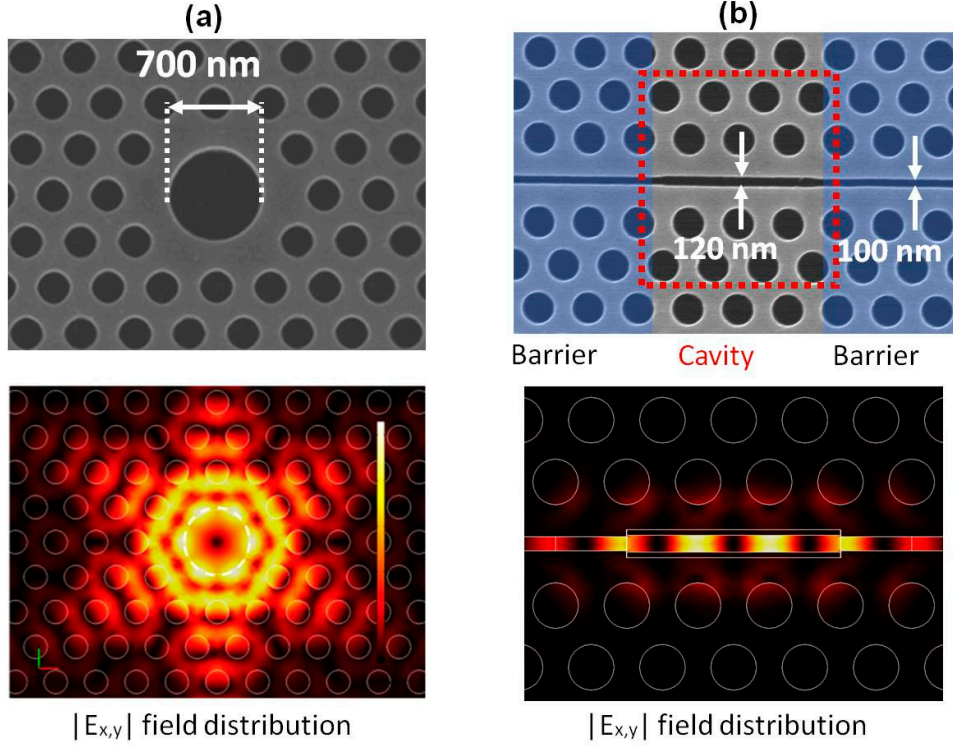 (a)
(b)
700 nm
120 nm
100 nm
Barrier
Cavity
Barrier
|Ex,y| field distribution
|Ex,y| field distribution